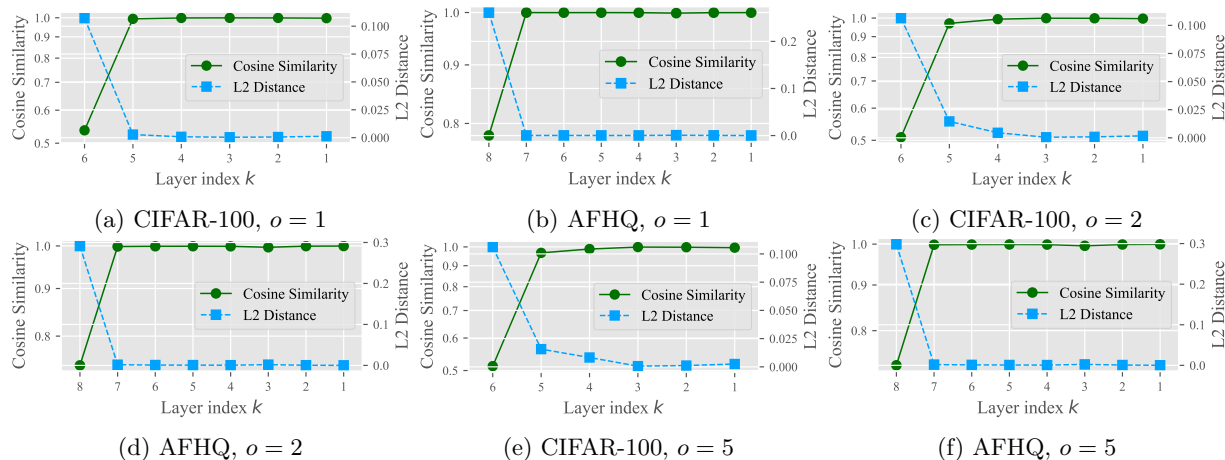 Cosine Similarity
1.0
0.9
0.8
0.7
0.6
0.5
Cosine Similarity
L2 Distance
0.100
0.075
0.050
0.025
0.000
L2 Distance
6 5 4 3 2 1
Layer index k
(a) CIFAR-100, o = 1
Cosine Similarity
1.0
0.9
0.8
Cosine Similarity
L2 Distance
0.2
0.1
0.0
L2 Distance
8 7 6 5 4 3 2 1
Layer index k
(b) AFHQ, o = 1
Cosine Similarity
1.0
0.9
0.8
0.7
0.6
0.5
Cosine Similarity
L2 Distance
0.100
0.075
0.050
0.025
0.000
L2 Distance
6 5 4 3 2 1
Layer index k
(c) CIFAR-100, o = 2
Cosine Similarity
1.0
0.8
Cosine Similarity
L2 Distance
0.3
0.2
0.1
0.0
L2 Distance
8 7 6 5 4 3 2 1
Layer index k
(d) AFHQ, o = 2
Cosine Similarity
1.0
0.9
0.8
0.7
0.6
0.5
Cosine Similarity
L2 Distance
0.100
0.075
0.050
0.025
0.000
L2 Distance
6 5 4 3 2 1
Layer index k
(e) CIFAR-100, o = 5
Cosine Similarity
1.0
0.9
0.8
Cosine Similarity
L2 Distance
0.3
0.2
0.1
0.0
L2 Distance
8 7 6 5 4 3 2 1
Layer index k
(f) AFHQ, o = 5